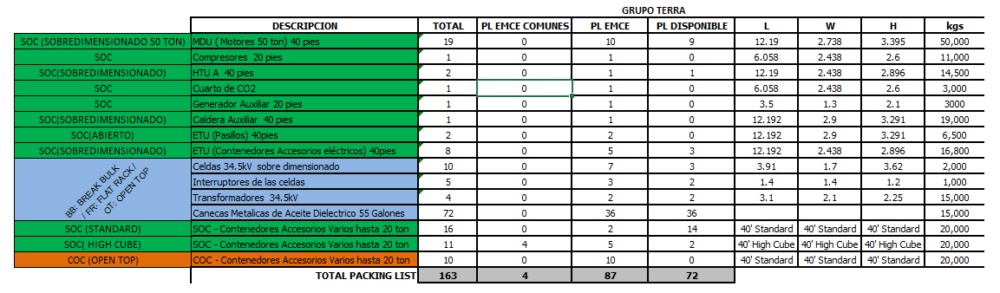 GRUPO TERRA
DESCRIPCION TOTAL PL EMCE COMUNES PL EMCE PL DISPONIBLE L W H kgs
SOC (SOBREDIMENSIONADO 50 TON) MDU ( Motores 50 ton) 40 pies 19 0 10 9 12.19 2.738 3.395 50,000
SOC Compresores 20 pies 1 0 1 0 6.058 2.438 2.6 11,000
SOC(SOBREDIMENSIONADO) HTU A 40 pies 2 0 1 1 12.19 2.438 2.896 14,500
SOC Cuarto de CO2 1 0 1 0 6.058 2.438 2.6 3,000
SOC Generador Auxiliar 20 pies 1 0 1 0 3.5 1.3 2.1 3000
SOC(SOBREDIMENSIONADO) Caldera Auxiliar 40 pies 1 0 1 0 12.192 2.9 3.291 19,000
SOC(ABIERTO) ETU (Pasillos) 40pies 2 0 2 0 12.192 2.9 3.291 6,500
SOC(SOBREDIMENSIONADO) ETU (Contenedores Accesorios eléctricos) 40pies 8 0 5 3 12.192 2.438 2.896 16,800
BB: BREAK BULK
/ FR: FLAT RACK/
OT: OPEN TOP
Celdas 34.5kV sobre dimensionado 10 0 7 3 3.91 1.7 3.62 2,000
Interruptores de las celdas 5 0 3 2 1.4 1.4 1.2 1,000
Transformadores 34.5kV 4 0 2 2 3.1 2.1 2.25 15,000
Canecas Metalicas de Aceite Dielectrico 55 Galones 72 0 36 36 15,000
SOC (STANDARD) SOC - Contenedores Accesorios Varios hasta 20 ton 16 0 2 14 40' Standard 40' Standard 40' Standard 20,000
SOC( HIGH CUBE) SOC - Contenedores Accesorios Varios hasta 20 ton 11 4 5 2 40' High Cube 40' High Cube 40' High Cube 20,000
COC (OPEN TOP) COC - Contenedores Accesorios Varios hasta 20 ton 10 0 10 0 40' Standard 40' Standard 40' Standard 20,000
TOTAL PACKING LIST 163 4 87 72